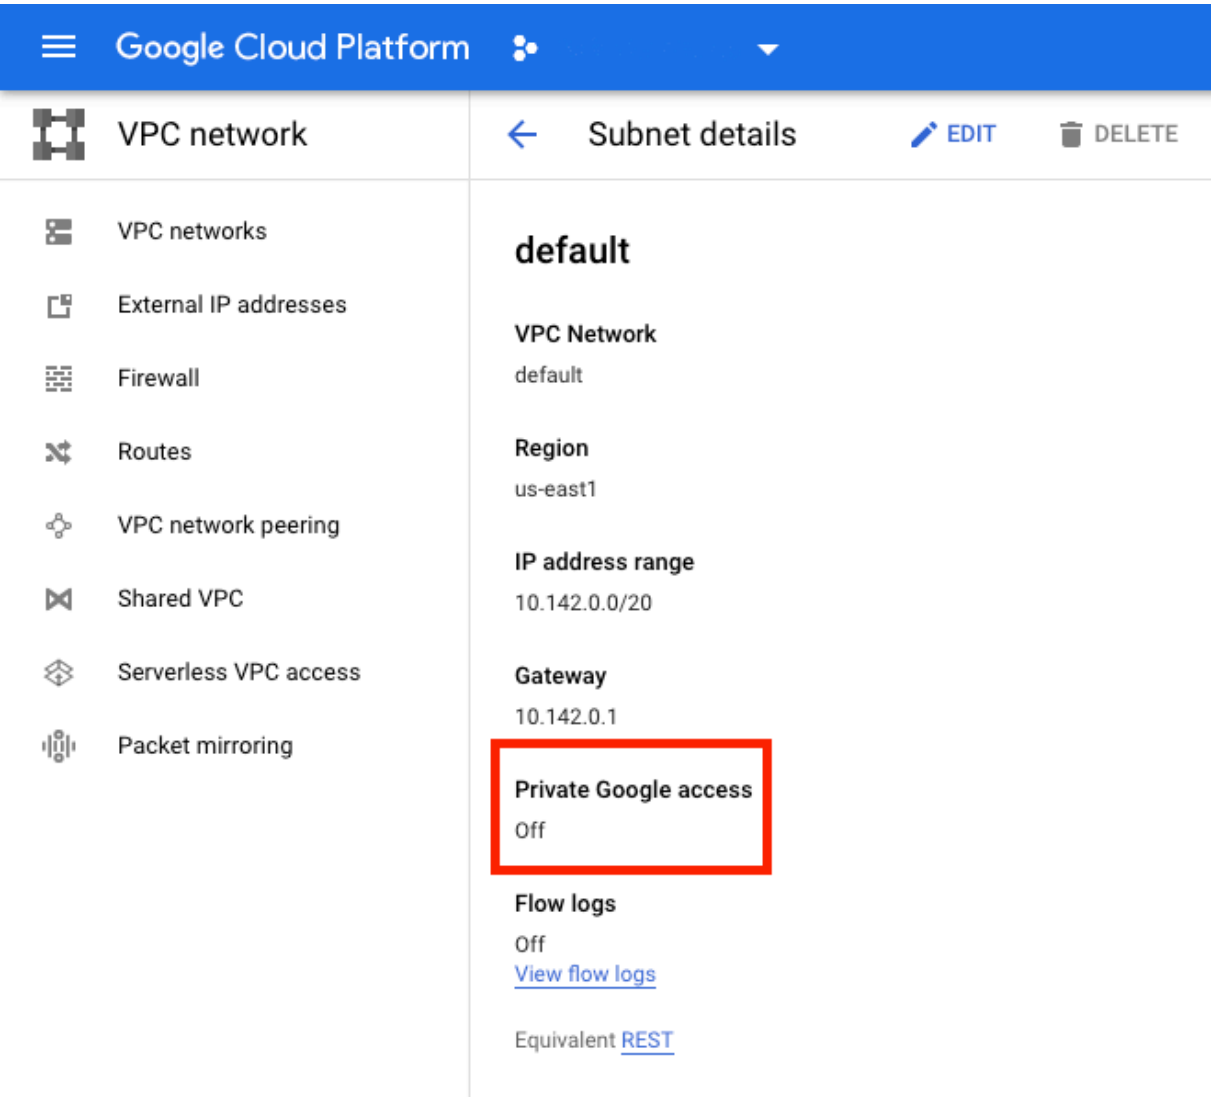 Google Cloud Platform
VPC network
Subnet details
EDIT
DELETE
VPC networks
External IP addresses
Firewall
Routes
VPC network peering
Shared VPC
Serverless VPC access
Packet mirroring
default
VPC Network
default
Region
us-east1
IP address range
10.142.0.0/20
Gateway
10.142.0.1
Private Google access
Off
Flow logs
Off
View flow logs
Equivalent REST